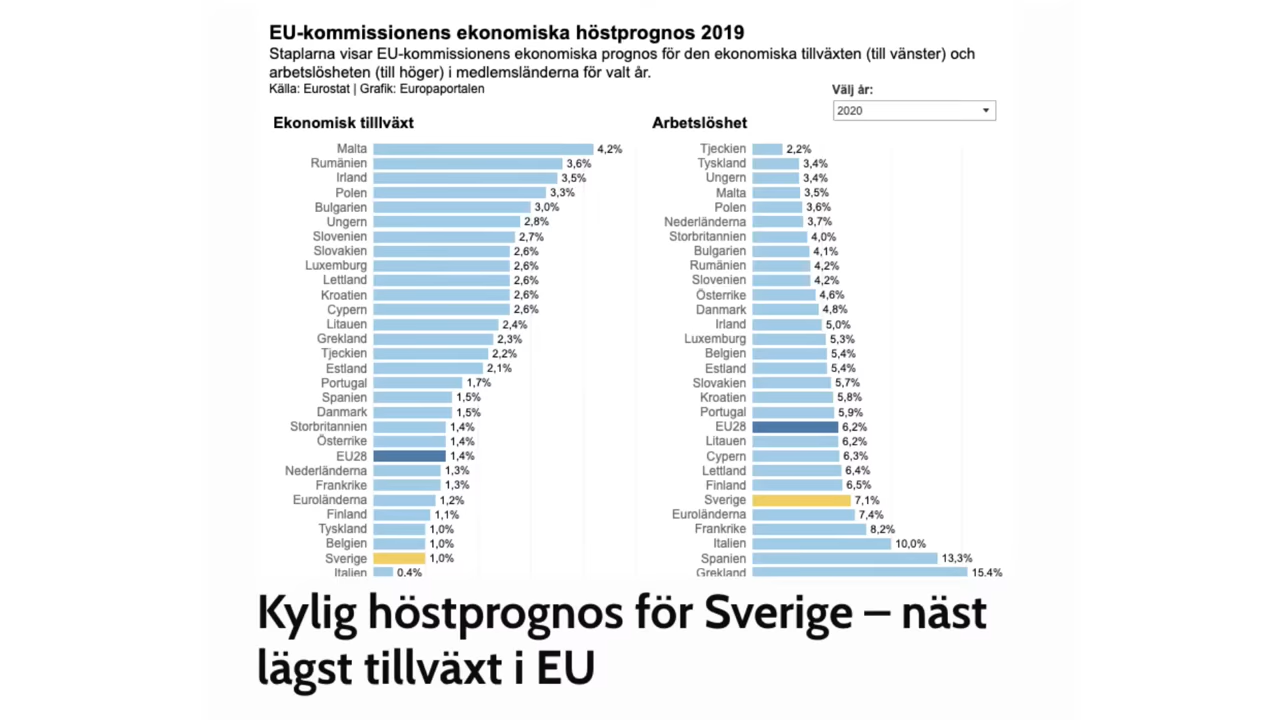 EU-kommissionens ekonomiska höstprognos 2019
Staplarna visar EU-kommissionens ekonomiska prognos för den ekonomiska tillväxten (till vänster) och
arbetslösheten (till höger) i medlemsländerna för valt år.
Källa: Eurostat | Grafik: Europaportalen
Välj år:
2020
Ekonomisk tilllväxt
Malta 4,2%
Rumänien 3,6%
Irland 3,5%
Polen 3,3%
Bulgarien 3,0%
Ungern 2,8%
Slovenien 2,7%
Slovakien 2,6%
Luxemburg 2,6%
Lettland 2,6%
Kroatien 2,6%
Cypern 2,6%
Litauen 2,4%
Grekland 2,3%
Tjeckien 2,2%
Estland 2,1%
Portugal 1,7%
Spanien 1,5%
Danmark 1,5%
Storbritannien 1,4%
Österrike 1,4%
EU28 1,4%
Nederländerna 1,3%
Frankrike 1,3%
Euroländerna 1,2%
Finland 1,1%
Tyskland 1,0%
Belgien 1,0%
Sverige 1,0%
Italien 0,4%
Arbetslöshet
Tjeckien 2,2%
Tyskland 3,4%
Ungern 3,4%
Malta 3,5%
Polen 3,6%
Nederländerna 3,7%
Storbritannien 4,0%
Bulgarien 4,1%
Rumänien 4,2%
Slovenien 4,2%
Österrike 4,6%
Danmark 4,8%
Irland 5,0%
Luxemburg 5,3%
Belgien 5,4%
Estland 5,4%
Slovakien 5,7%
Kroatien 5,8%
Portugal 5,9%
EU28 6,2%
Litauen 6,2%
Cypern 6,3%
Lettland 6,4%
Finland 6,5%
Sverige 7,1%
Euroländerna 7,4%
Frankrike 8,2%
Italien 10,0%
Spanien 13,3%
Grekland 15,4%
Kylig höstprognos för Sverige – näst
lägst tillväxt i EU